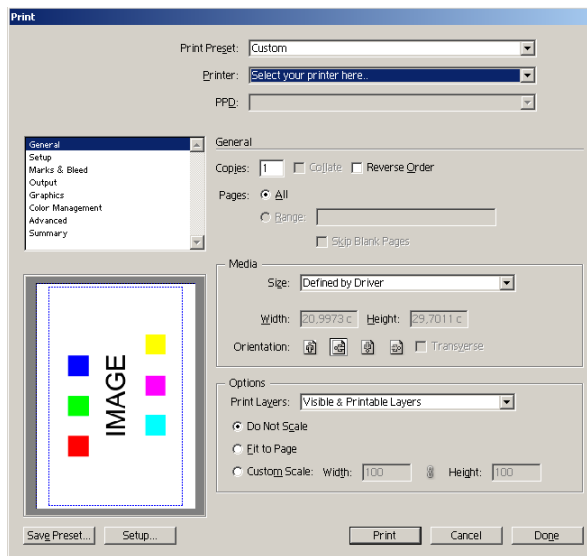 Print
Print Preset: Custom
Printer: Select your printer here..
PPD:
General
Setup
Marks & Bleed
Output
Graphics
Color Management
Advanced
Summary
General
Copies: 1 Collate Reverse Order
Pages: All
Range:
Skip Blank Pages
Media
Size: Defined by Driver
Width: 20,9973 c Height: 29,7011 c
Orientation: Transverse
Options
Print Layers: Visible & Printable Layers
Do Not Scale
Fit to Page
Custom Scale: Width: 100 Height: 100
IMAGE
Save Preset... Setup... Print Cancel Done